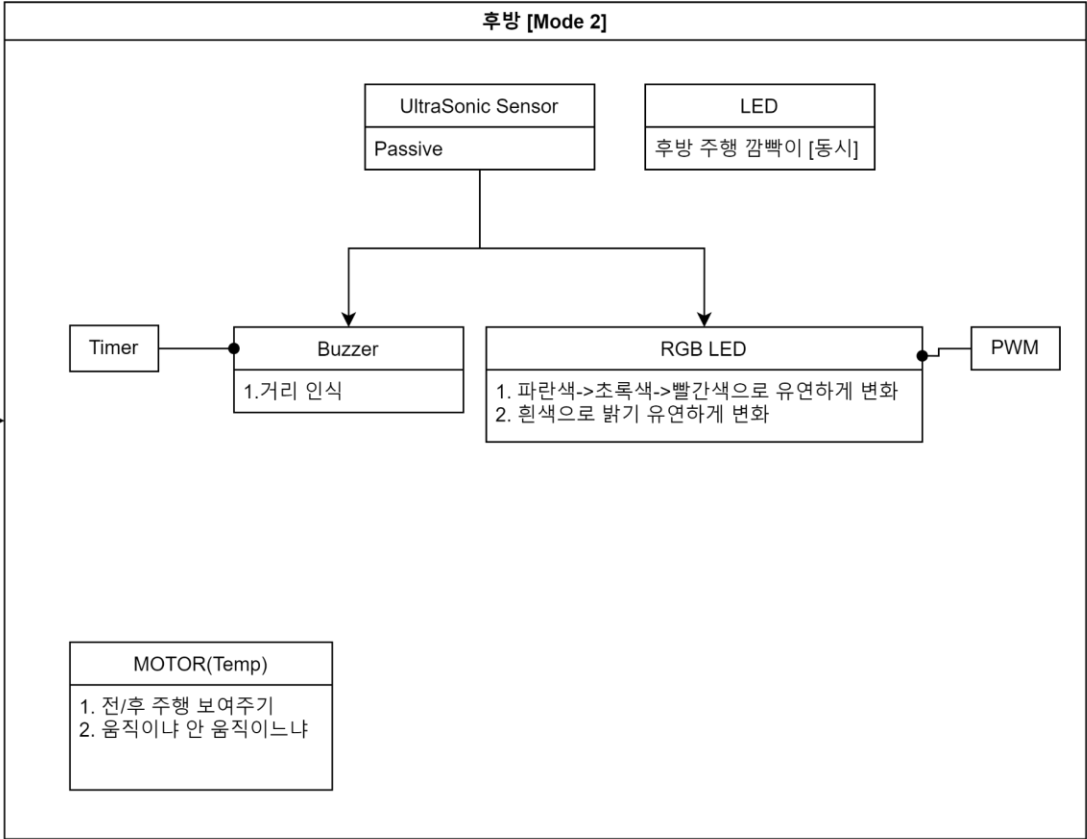 후방 [Mode 2]
UltraSonic Sensor
Passive
LED
후방 주행 깜빡이 [동시]
Timer
Buzzer
1.거리 인식
RGB LED
1. 파란색->초록색->빨간색으로 유연하게 변화
2. 흰색으로 밝기 유연하게 변화
PWM
MOTOR(Temp)
1. 전/후 주행 보여주기
2. 움직이냐 안 움직이느냐